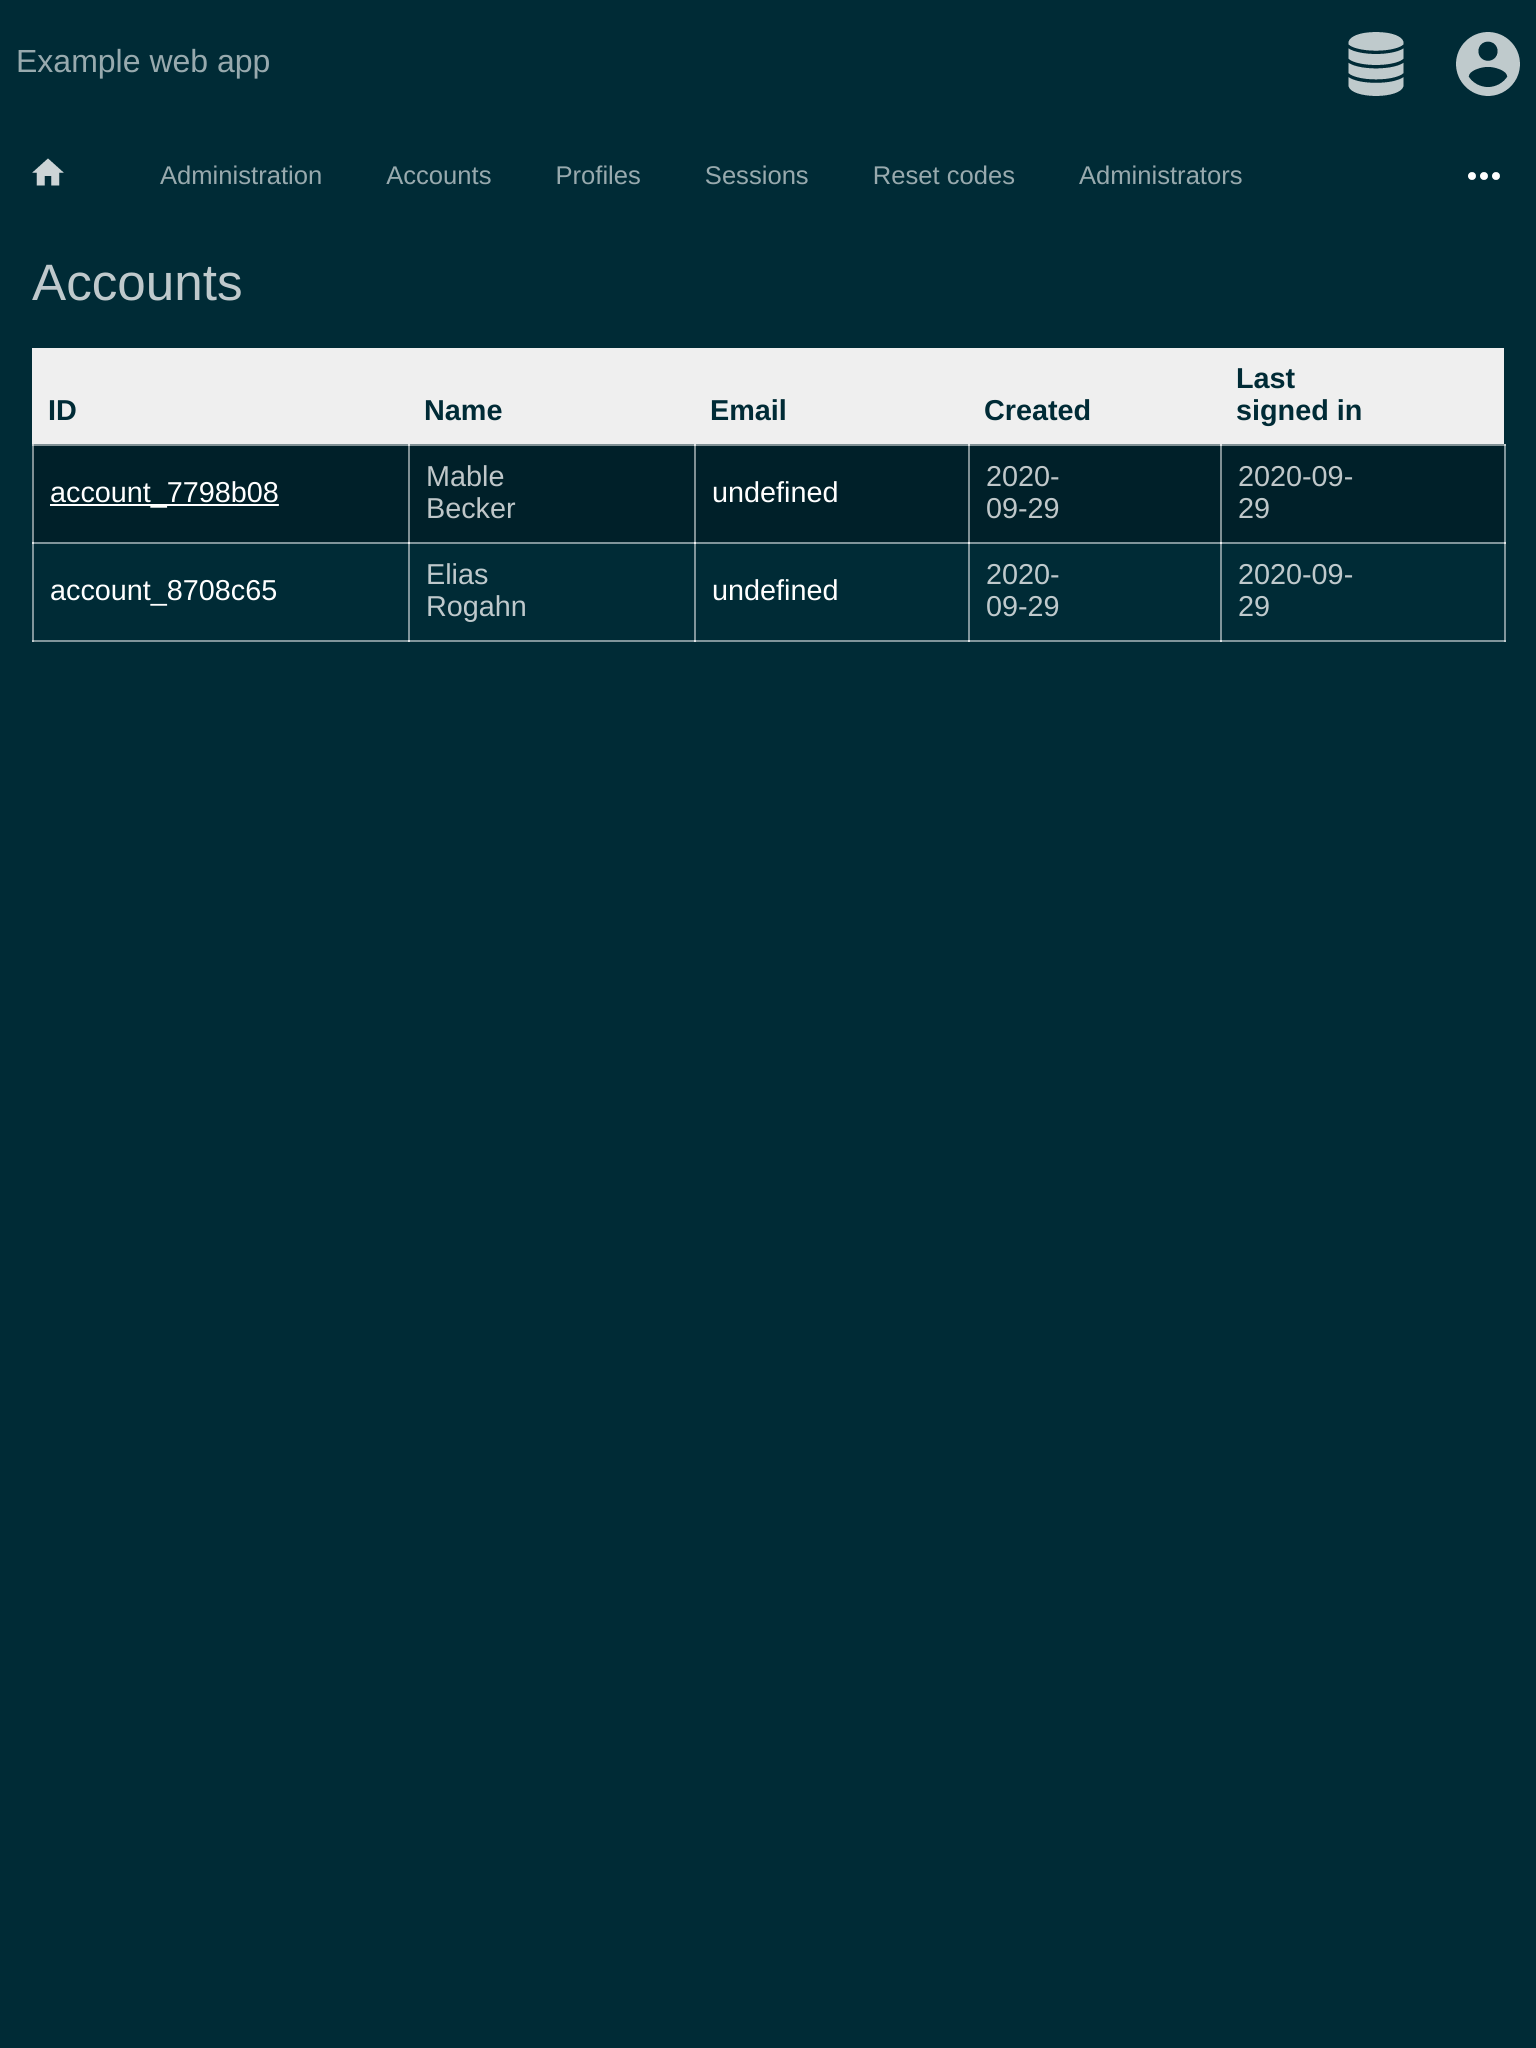 Example web app
Administration Accounts Profiles Sessions Reset codes Administrators
Accounts
ID Name Email Created Last signed in
account_7798b08 Mable Becker undefined 2020-09-29 2020-09-29
account_8708c65 Elias Rogahn undefined 2020-09-29 2020-09-29